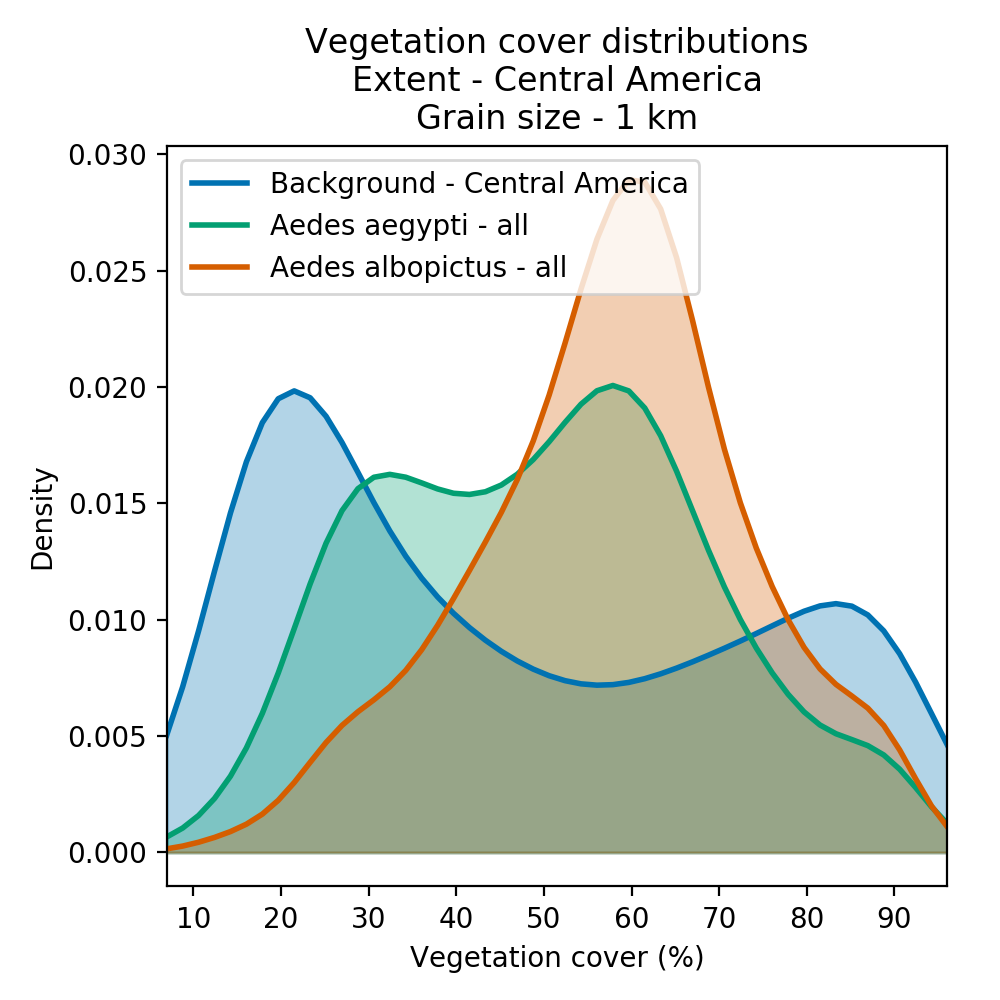 Vegetation cover distributions
Extent - Central America
Grain size - 1 km
0.030
0.025
0.020
0.015
0.010
0.005
0.000
Density
Background - Central America
Aedes aegypti - all
Aedes albopictus - all
10 20 30 40 50 60 70 80 90
Vegetation cover (%)